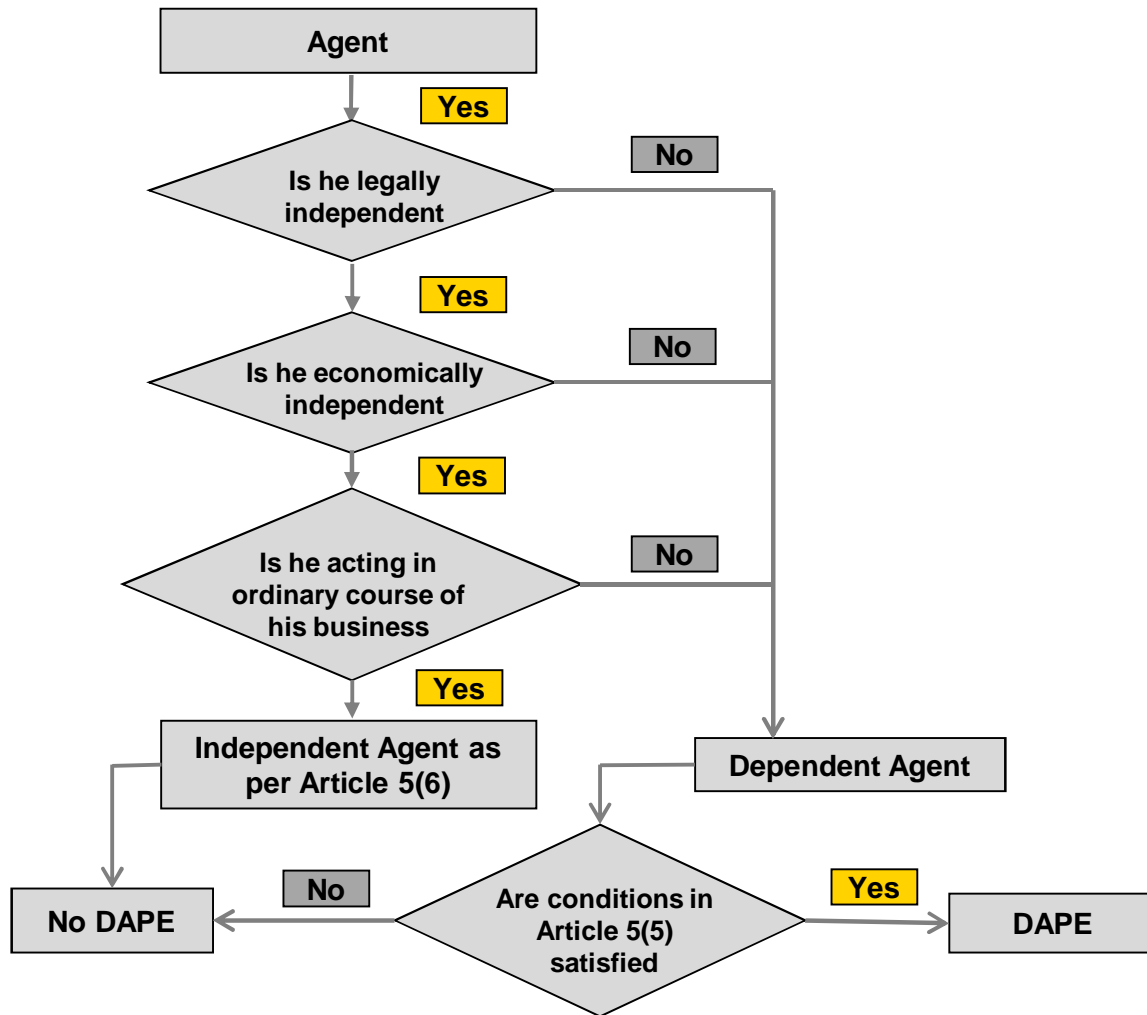 Agent
Yes
No
Is he legally
independent
Yes
No
Is he economically
independent
Yes
No
Is he acting in
ordinary course of
his business
Yes
Independent Agent as
per Article 5(6)
Dependent Agent
No
Yes
Are conditions in
Article 5(5)
satisfied
No DAPE
DAPE